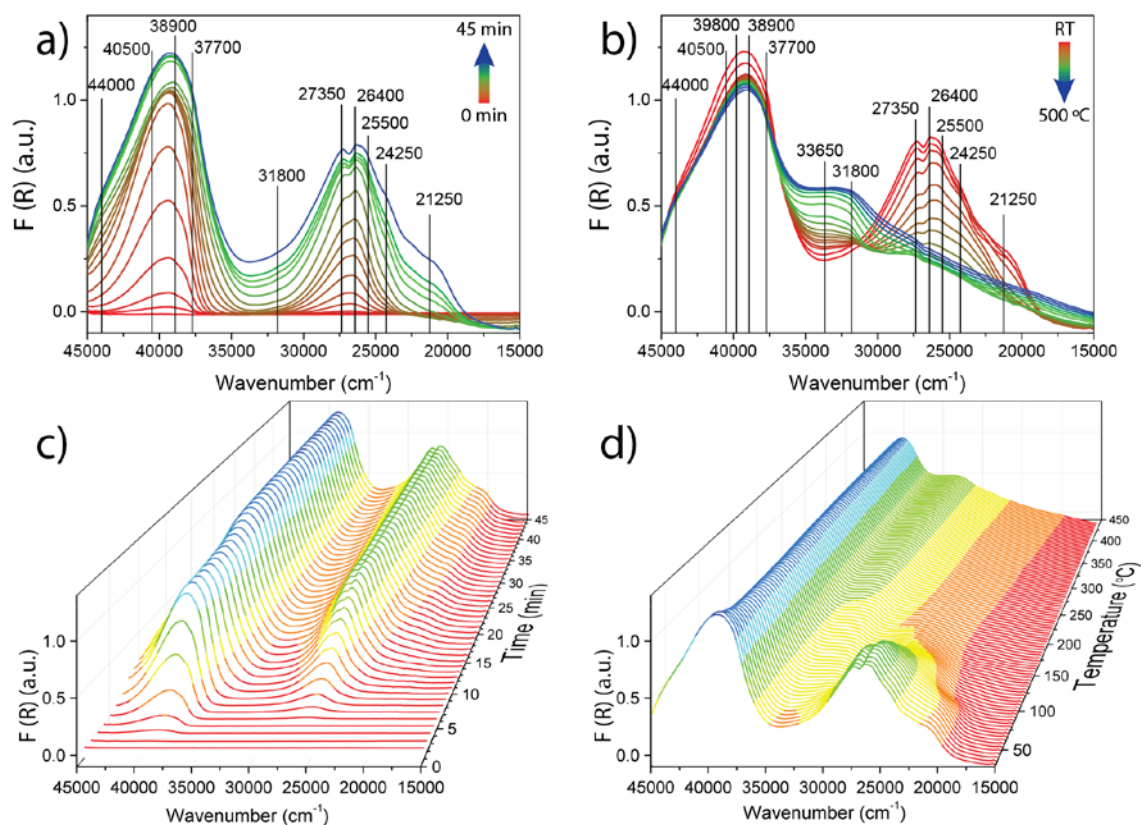 a)
45 min
0 min
44000
40500
38900
37700
31800
27350
26400
25500
24250
21250
F (R) (a.u.)
1.0
0.5
0.0
45000 40000 35000 30000 25000 20000 15000
Wavenumber (cm⁻¹)
b)
RT
500 ºC
44000
40500
39800
38900
37700
33650
31800
27350
26400
25500
24250
21250
F (R) (a.u.)
1.0
0.5
0.0
45000 40000 35000 30000 25000 20000 15000
Wavenumber (cm⁻¹)
c)
F (R) (a.u.)
1.0
0.5
0.0
45000 40000 35000 30000 25000 20000 15000
Wavenumber (cm⁻¹)
0
5
10
15
20
25
30
35
40
45
Time (min)
d)
F (R) (a.u.)
1.0
0.5
0.0
45000 40000 35000 30000 25000 20000 15000
Wavenumber (cm⁻¹)
50
100
150
200
250
300
350
400
450
Temperature (°C)